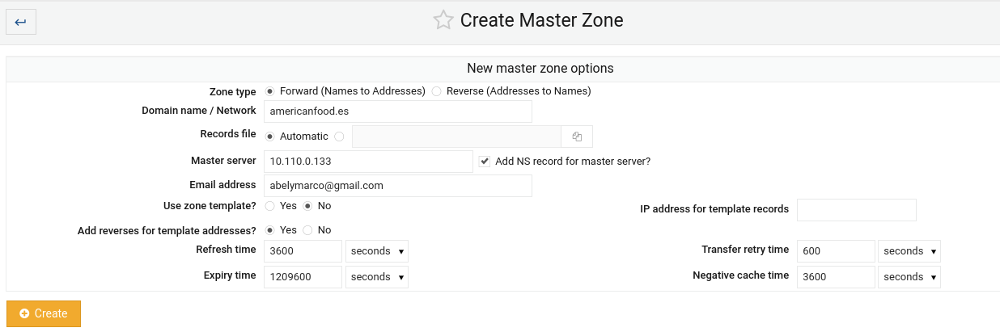 Create Master Zone
New master zone options
Zone type Forward (Names to Addresses) Reverse (Addresses to Names)
Domain name / Network americanfood.es
Records file Automatic
Master server 10.110.0.133 Add NS record for master server?
Email address abelymarco@gmail.com
Use zone template? Yes No IP address for template records
Add reverses for template addresses? Yes No
Refresh time 3600 seconds Transfer retry time 600 seconds
Expiry time 1209600 seconds Negative cache time 3600 seconds
Create